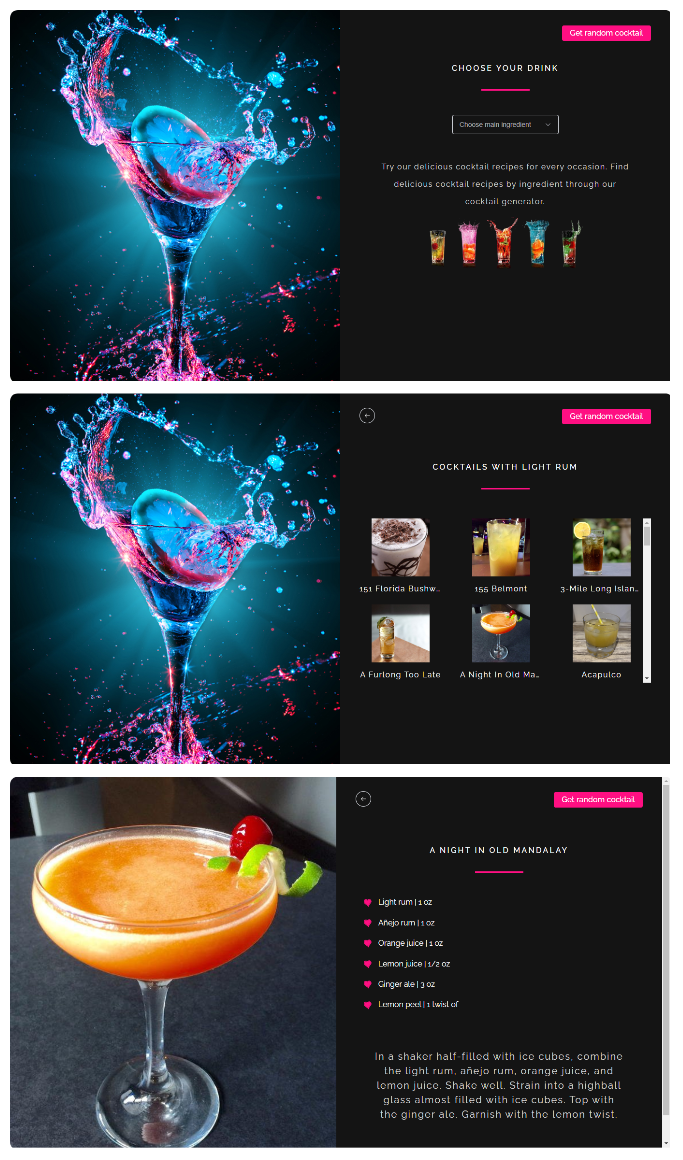 Get random cocktail
CHOOSE YOUR DRINK
Choose main ingredient
Try our delicious cocktail recipes for every occasion. Find
delicious cocktail recipes by ingredient through our
cocktail generator.
Get random cocktail
COCKTAILS WITH LIGHT RUM
151 Florida Bushw...
155 Belmont
3-Mile Long Islan...
A Furlong Too Late
A Night In Old Ma...
Acapulco
Get random cocktail
A NIGHT IN OLD MANDALAY
Light rum | 1 oz
Añejo rum | 1 oz
Orange juice | 1 oz
Lemon juice | 1/2 oz
Ginger ale | 3 oz
Lemon peel | 1 twist of
In a shaker half-filled with ice cubes, combine
the light rum, añejo rum, orange juice, and
lemon juice. Shake well. Strain into a highball
glass almost filled with ice cubes. Top with
the ginger ale. Garnish with the lemon twist.